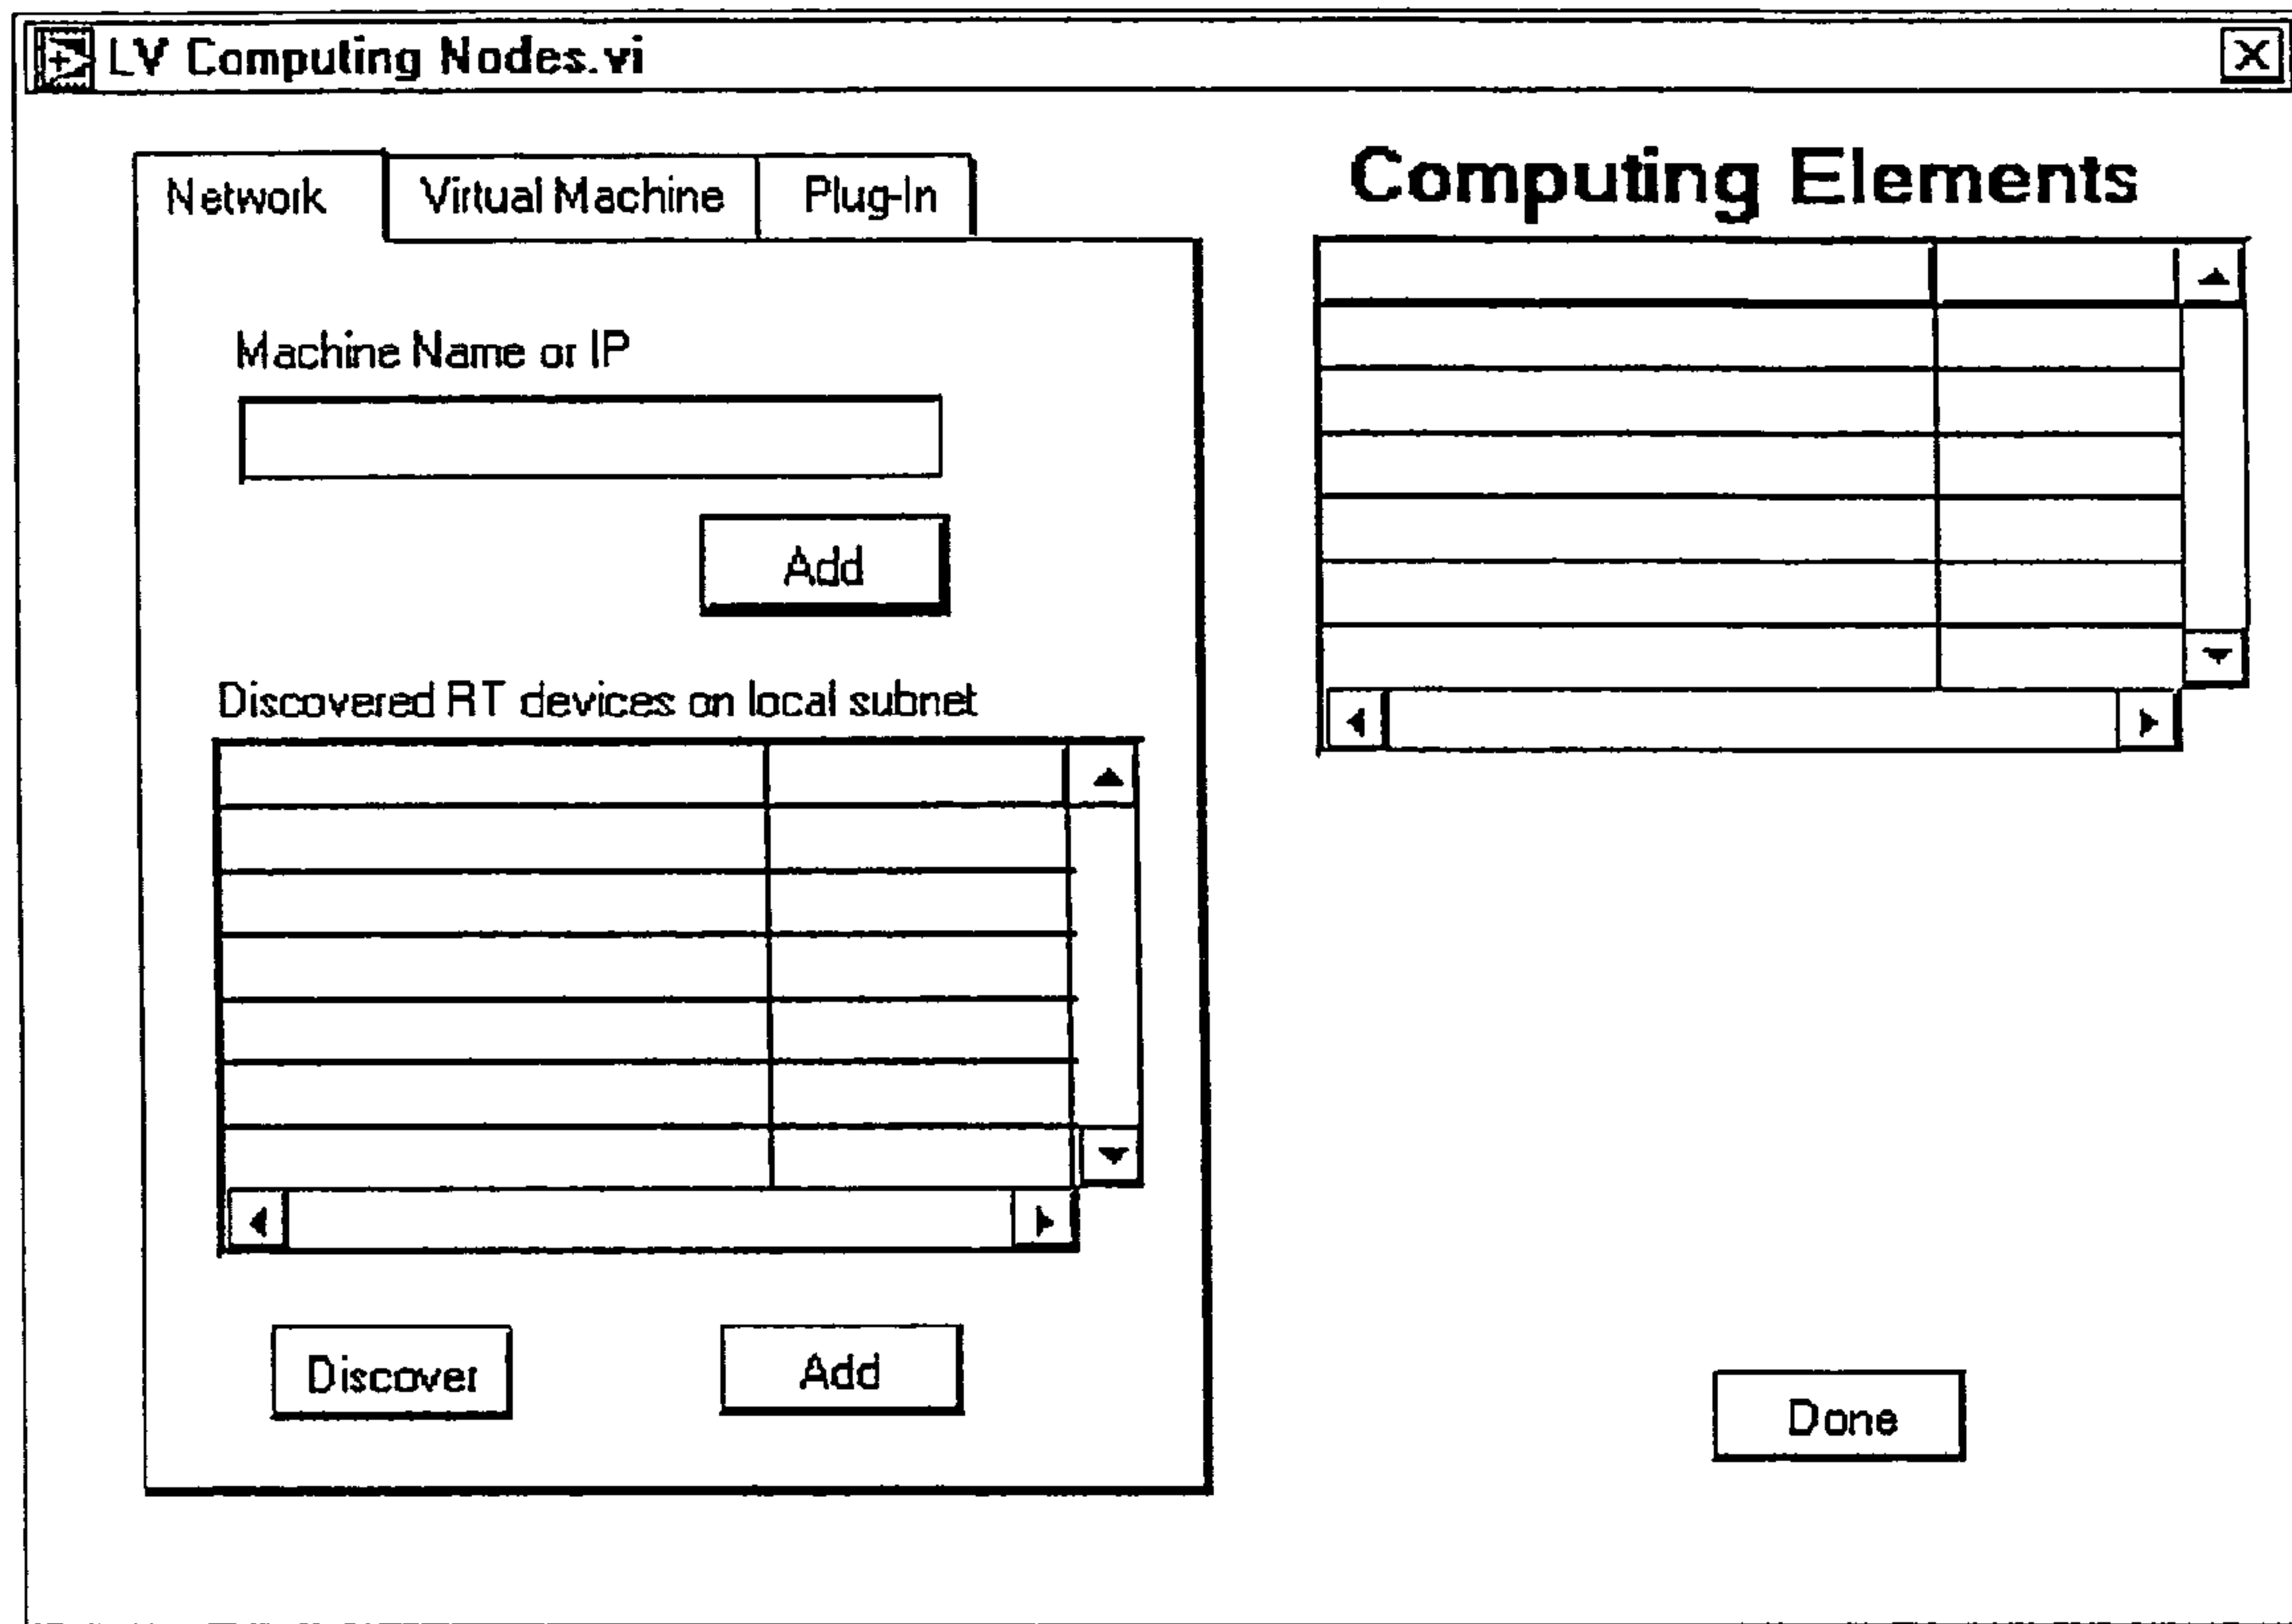 LV Computing Nodes.vi
Network
Virtual Machine
Plug-In
Computing Elements
Machine Name or IP
Add
Discovered RT devices on local subnet
Discover
Add
Done